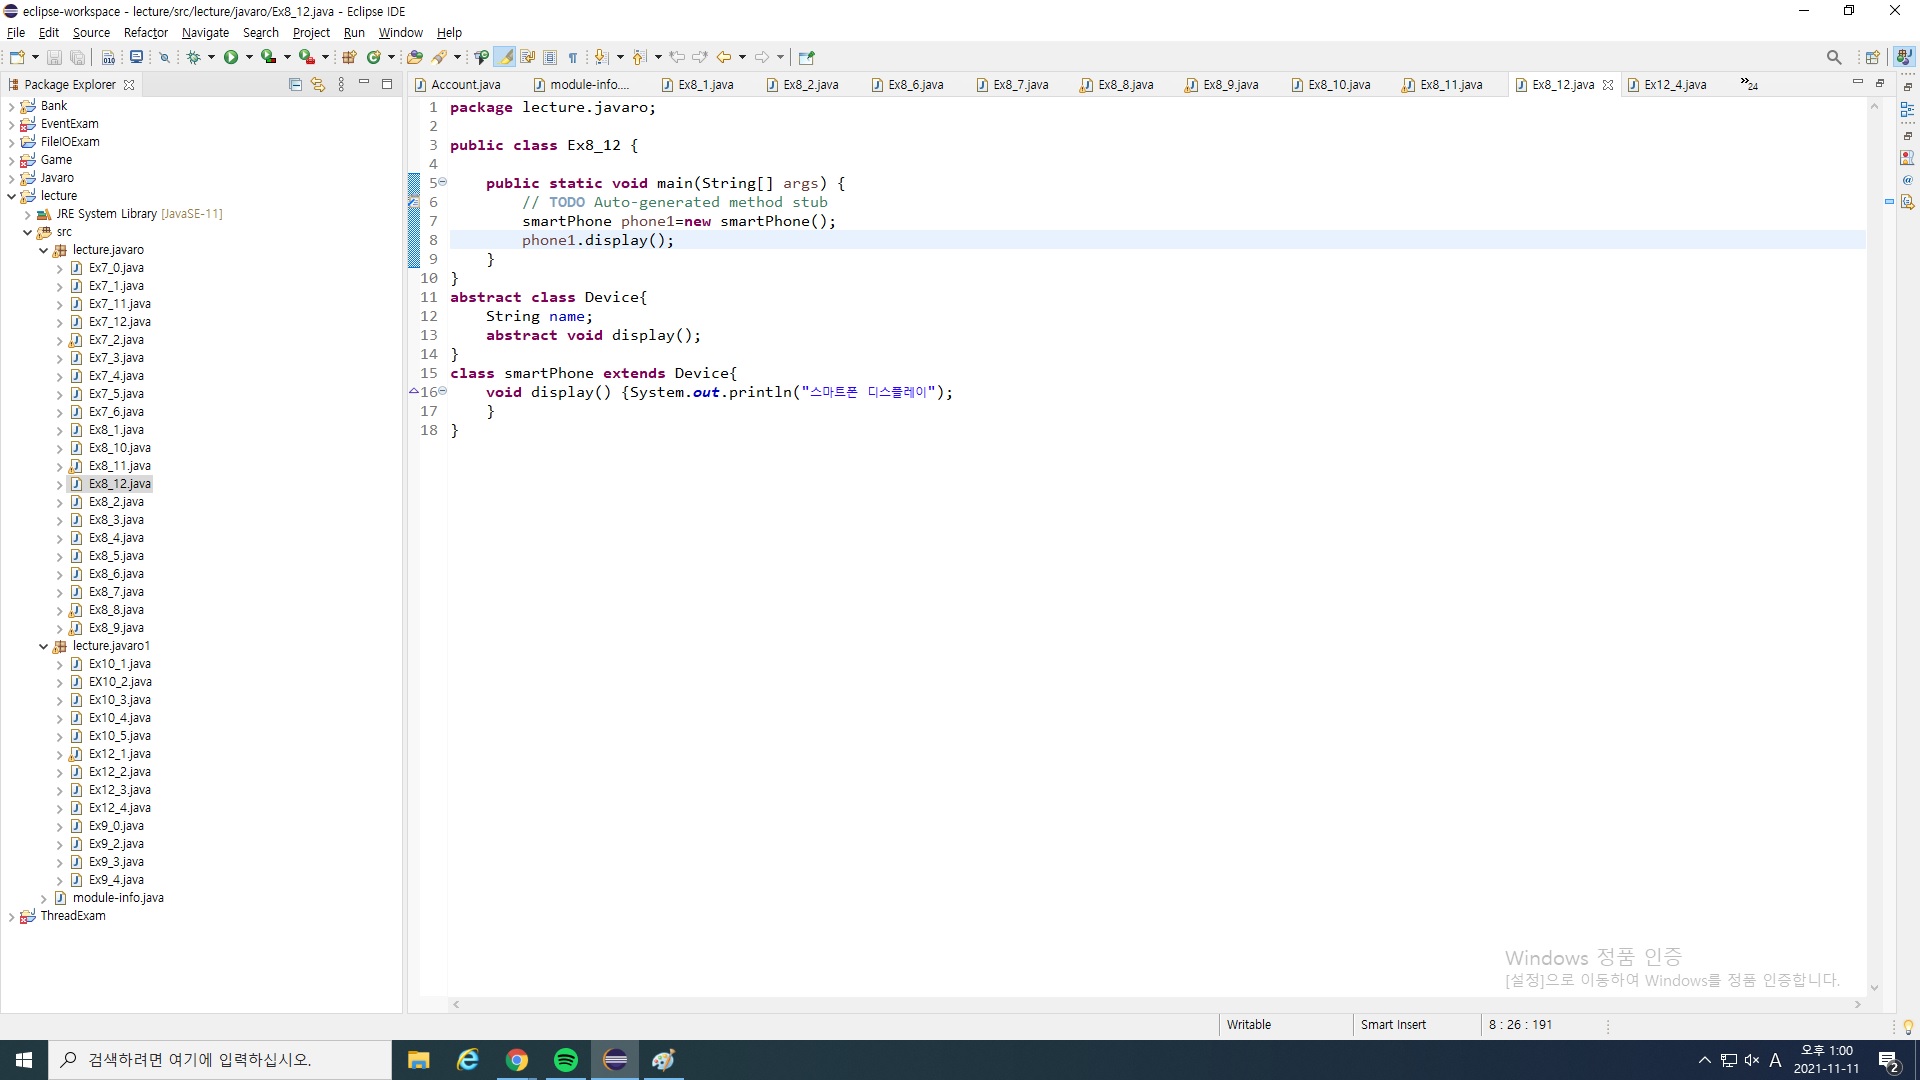 eclipse-workspace - lecture/src/lecture/javaro/Ex8_12.java - Eclipse IDE
File Edit Source Refactor Navigate Search Project Run Window Help
Package Explorer
Account.java module-info.... Ex8_1.java Ex8_2.java Ex8_6.java Ex8_7.java Ex8_8.java Ex8_9.java Ex8_10.java Ex8_11.java Ex8_12.java Ex12_4.java »24
Bank
EventExam
FileIOExam
Game
Javaro
lecture
JRE System Library [JavaSE-11]
src
lecture.javaro
Ex7_0.java
Ex7_1.java
Ex7_11.java
Ex7_12.java
Ex7_2.java
Ex7_3.java
Ex7_4.java
Ex7_5.java
Ex7_6.java
Ex8_1.java
Ex8_10.java
Ex8_11.java
Ex8_12.java
Ex8_2.java
Ex8_3.java
Ex8_4.java
Ex8_5.java
Ex8_6.java
Ex8_7.java
Ex8_8.java
Ex8_9.java
lecture.javaro1
Ex10_1.java
EX10_2.java
Ex10_3.java
Ex10_4.java
Ex10_5.java
Ex12_1.java
Ex12_2.java
Ex12_3.java
Ex12_4.java
Ex9_0.java
Ex9_2.java
Ex9_3.java
Ex9_4.java
module-info.java
ThreadExam
1 package lecture.javaro;
2
3 public class Ex8_12 {
4
5 public static void main(String[] args) {
6 // TODO Auto-generated method stub
7 smartPhone phone1=new smartPhone();
8 phone1.display();
9 }
10 }
11 abstract class Device{
12 String name;
13 abstract void display();
14 }
15 class smartPhone extends Device{
16 void display() {System.out.println("스마트폰 디스플레이");
17 }
18 }
Windows 정품 인증
[설정]으로 이동하여 Windows를 정품 인증합니다.
Writable Smart Insert 8 : 26 : 191
검색하려면 여기에 입력하십시오.
A
오후 1:00
2021-11-11
2